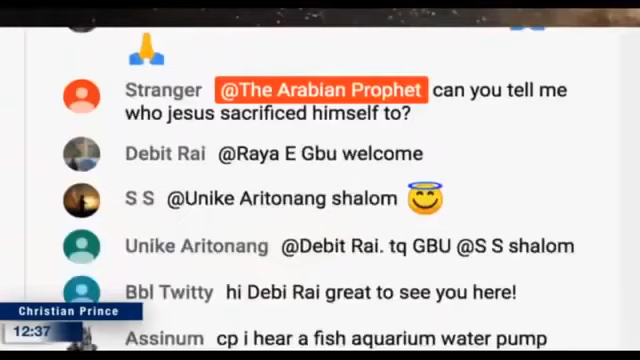 Stranger @The Arabian Prophet can you tell me
who jesus sacrificed himself to?
Debit Rai @Raya E Gbu welcome
S S @Unike Aritonang shalom
Unike Aritonang @Debit Rai. tq GBU @S S shalom
Bbl Twitty hi Debi Rai great to see you here!
Christian Prince
12:37
Assinum cp i hear a fish aquarium water pump